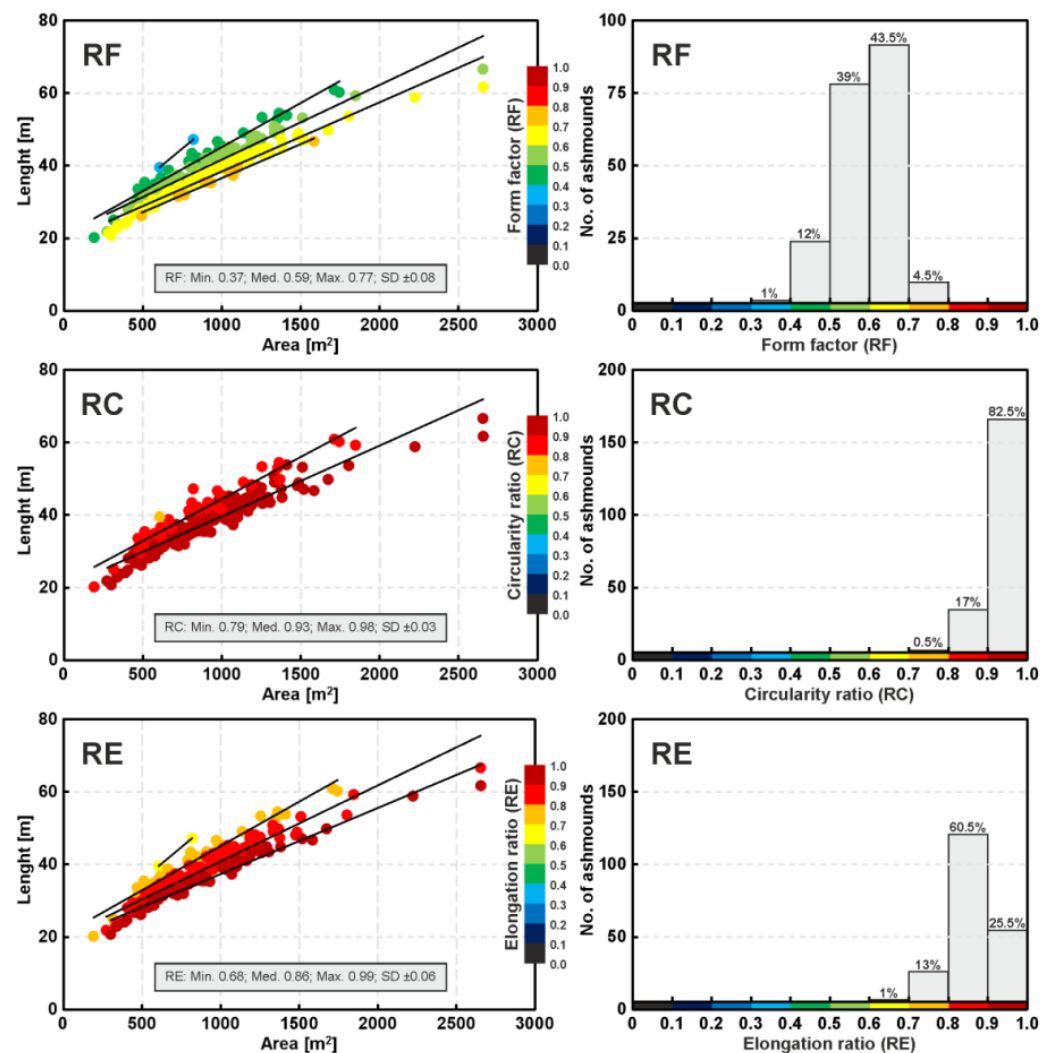 RF
Lenght [m]
80
60
40
20
0
0 500 1000 1500 2000 2500 3000
Area [m²]
RF: Min. 0.37; Med. 0.59; Max. 0.77; SD ±0.08
Form factor (RF)
1.0
0.9
0.8
0.7
0.6
0.5
0.4
0.3
0.2
0.1
0.0
RF
No. of ashmounds
100
75
50
25
0
1%
12%
39%
43.5%
4.5%
0 0.1 0.2 0.3 0.4 0.5 0.6 0.7 0.8 0.9 1.0
Form factor (RF)
RC
Lenght [m]
80
60
40
20
0
0 500 1000 1500 2000 2500 3000
Area [m²]
RC: Min. 0.79; Med. 0.93; Max. 0.98; SD ±0.03
Circularity ratio (RC)
1.0
0.9
0.8
0.7
0.6
0.5
0.4
0.3
0.2
0.1
0.0
RC
No. of ashmounds
200
150
100
50
0
0.5%
17%
82.5%
0 0.1 0.2 0.3 0.4 0.5 0.6 0.7 0.8 0.9 1.0
Circularity ratio (RC)
RE
Lenght [m]
80
60
40
20
0
0 500 1000 1500 2000 2500 3000
Area [m²]
RE: Min. 0.68; Med. 0.86; Max. 0.99; SD ±0.06
Elongation ratio (RE)
1.0
0.9
0.8
0.7
0.6
0.5
0.4
0.3
0.2
0.1
0.0
RE
No. of ashmounds
200
150
100
50
0
1%
13%
60.5%
25.5%
0 0.1 0.2 0.3 0.4 0.5 0.6 0.7 0.8 0.9 1.0
Elongation ratio (RE)